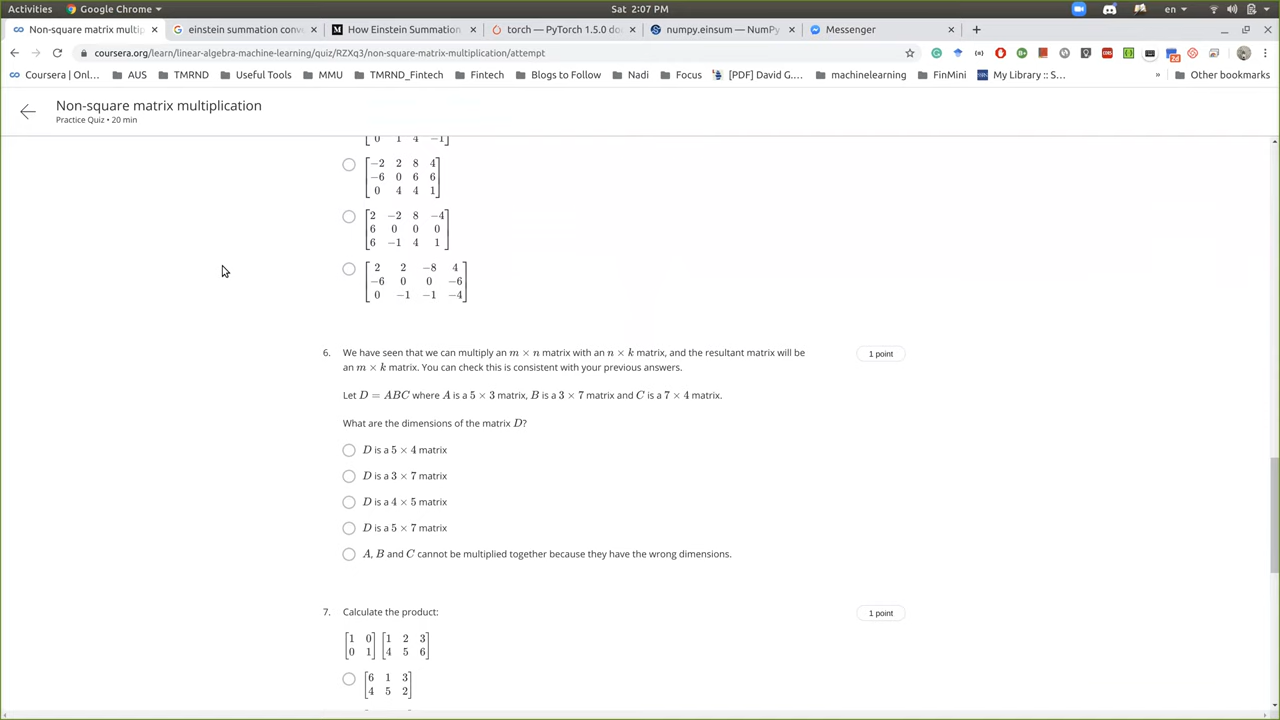 Activities Google Chrome Sat 2:07 PM en
Non-square matrix multip einstein summation conv How Einstein Summation torch — PyTorch 1.5.0 do numpy.einsum — NumPy Messenger
coursera.org/learn/linear-algebra-machine-learning/quiz/RZXq3/non-square-matrix-multiplication/attempt
Coursera | Onl... AUS TMRND Useful Tools MMU TMRND_Fintech Fintech Blogs to Follow Nadi Focus [PDF] David G.... machinelearning FinMini My Library :: S... » Other bookmarks
Non-square matrix multiplication
Practice Quiz • 20 min
0 1 4 −1
−2 2 8 4
−6 0 6 6
0 4 4 1
2 −2 8 −4
6 0 0 0
6 −1 4 1
2 2 −8 4
−6 0 0 −6
0 −1 −1 −4
6. We have seen that we can multiply an m × n matrix with an n × k matrix, and the resultant matrix will be 1 point
an m × k matrix. You can check this is consistent with your previous answers.
Let D = ABC where A is a 5 × 3 matrix, B is a 3 × 7 matrix and C is a 7 × 4 matrix.
What are the dimensions of the matrix D?
D is a 5 × 4 matrix
D is a 3 × 7 matrix
D is a 4 × 5 matrix
D is a 5 × 7 matrix
A, B and C cannot be multiplied together because they have the wrong dimensions.
7. Calculate the product: 1 point
[1 0] [1 2 3]
[0 1] [4 5 6]
6 1 3
4 5 2